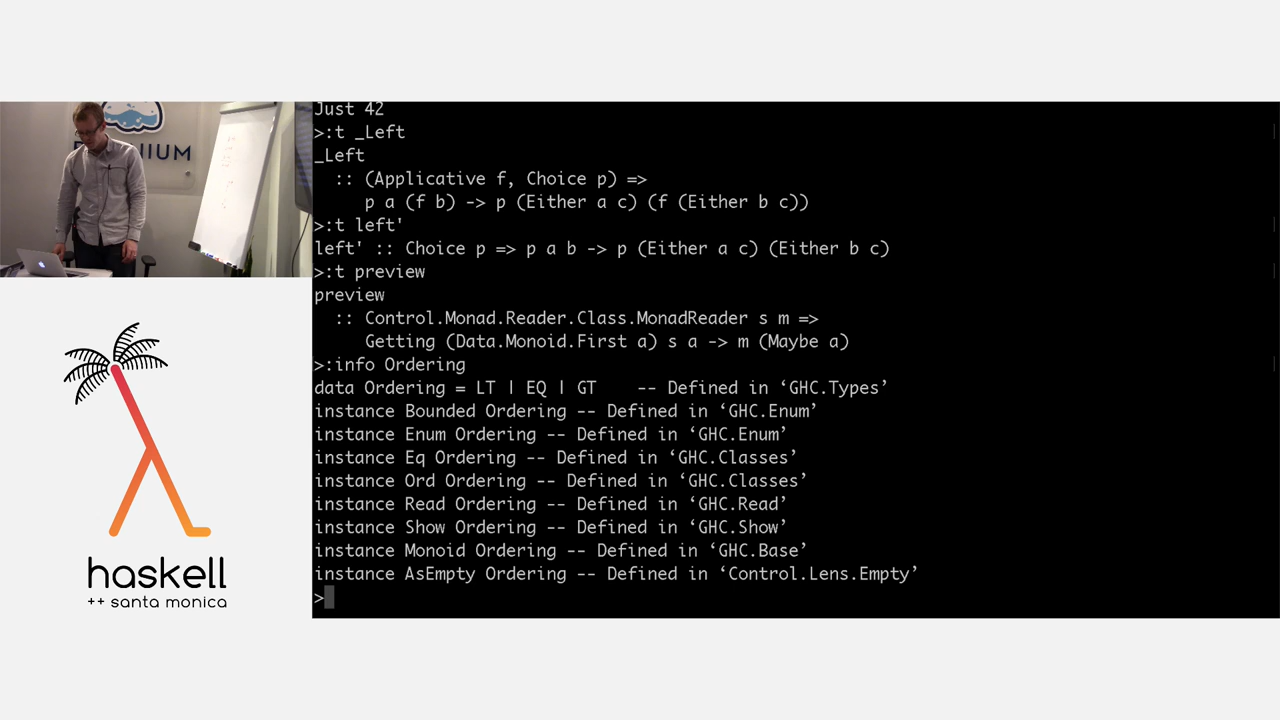 Just 42
>:t _Left
_Left
:: (Applicative f, Choice p) =>
p a (f b) -> p (Either a c) (f (Either b c))
>:t left'
left' :: Choice p => p a b -> p (Either a c) (Either b c)
>:t preview
preview
:: Control.Monad.Reader.Class.MonadReader s m =>
Getting (Data.Monoid.First a) s a -> m (Maybe a)
>:info Ordering
data Ordering = LT | EQ | GT    -- Defined in ‘GHC.Types’
instance Bounded Ordering -- Defined in ‘GHC.Enum’
instance Enum Ordering -- Defined in ‘GHC.Enum’
instance Eq Ordering -- Defined in ‘GHC.Classes’
instance Ord Ordering -- Defined in ‘GHC.Classes’
instance Read Ordering -- Defined in ‘GHC.Read’
instance Show Ordering -- Defined in ‘GHC.Show’
instance Monoid Ordering -- Defined in ‘GHC.Base’
instance AsEmpty Ordering -- Defined in ‘Control.Lens.Empty’
>
haskell
++ santa monica